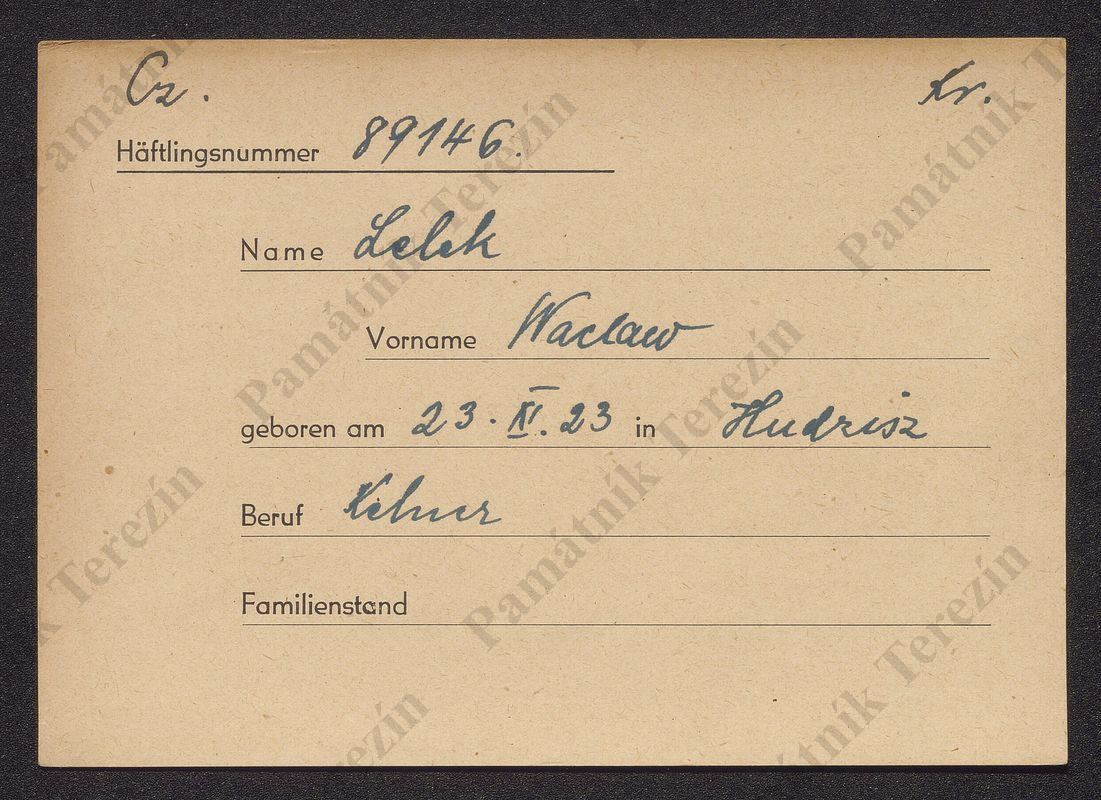 Cz. Kr.
Häftlingsnummer 89146.
Name Lelek
Vorname Waclaw
geboren am 23. XI. 23 in Hudrisz
Beruf Kelner
Familienstand
Památník Terezín